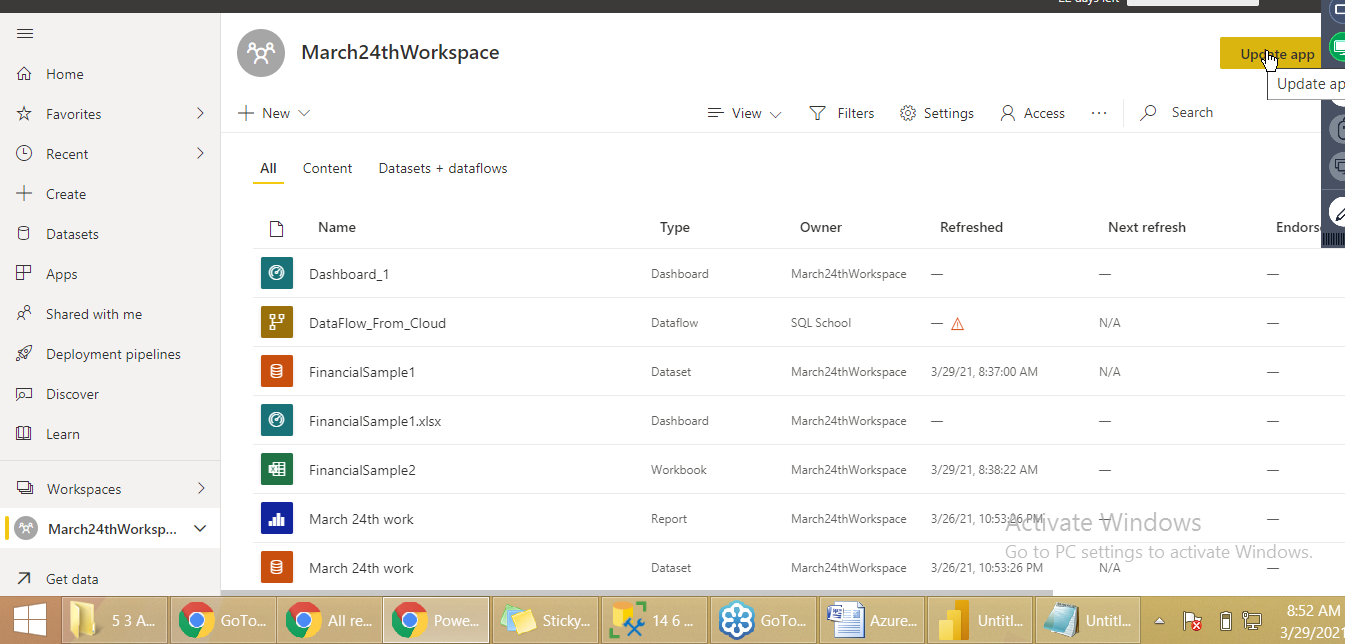 March24thWorkspace
Update app
Home
Favorites
Recent
Create
Datasets
Apps
Shared with me
Deployment pipelines
Discover
Learn
Workspaces
March24thWorksp...
Get data
New
View
Filters
Settings
Access
Search
All Content Datasets + dataflows
Name Type Owner Refreshed Next refresh
Dashboard_1 Dashboard March24thWorkspace — — —
DataFlow_From_Cloud Dataflow SQL School — N/A —
FinancialSample1 Dataset March24thWorkspace 3/29/21, 8:37:00 AM N/A —
FinancialSample1.xlsx Dashboard March24thWorkspace — — —
FinancialSample2 Workbook March24thWorkspace 3/29/21, 8:38:22 AM — —
March 24th work Report March24thWorkspace 3/26/21, 10:53:26 PM — —
March 24th work Dataset March24thWorkspace 3/26/21, 10:53:26 PM N/A —
Activate Windows
Go to PC settings to activate Windows.
5 3 A... GoTo... All re... Powe... Sticky... 14 6 ... GoTo... Azure... Untitl... Untitl... 8:52 AM
3/29/2021